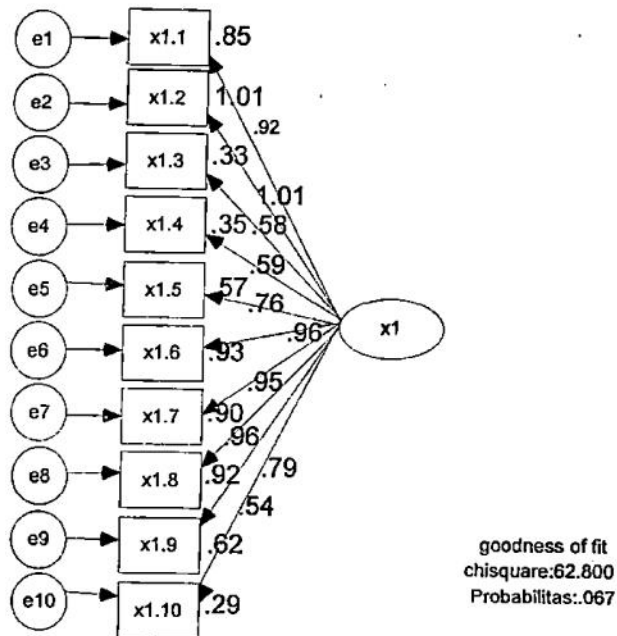 e1 x1.1 .85
e2 x1.2 1.01
.92
e3 x1.3 .33
1.01
e4 x1.4 .35 .58
.59
e5 x1.5 .57 .76
x1
e6 x1.6 .93 .96
.95
e7 x1.7 .90
.96
e8 x1.8 .92 .79
.54
e9 x1.9 .62
e10 x1.10 .29
goodness of fit
chisquare:62.800
Probabilitas:.067